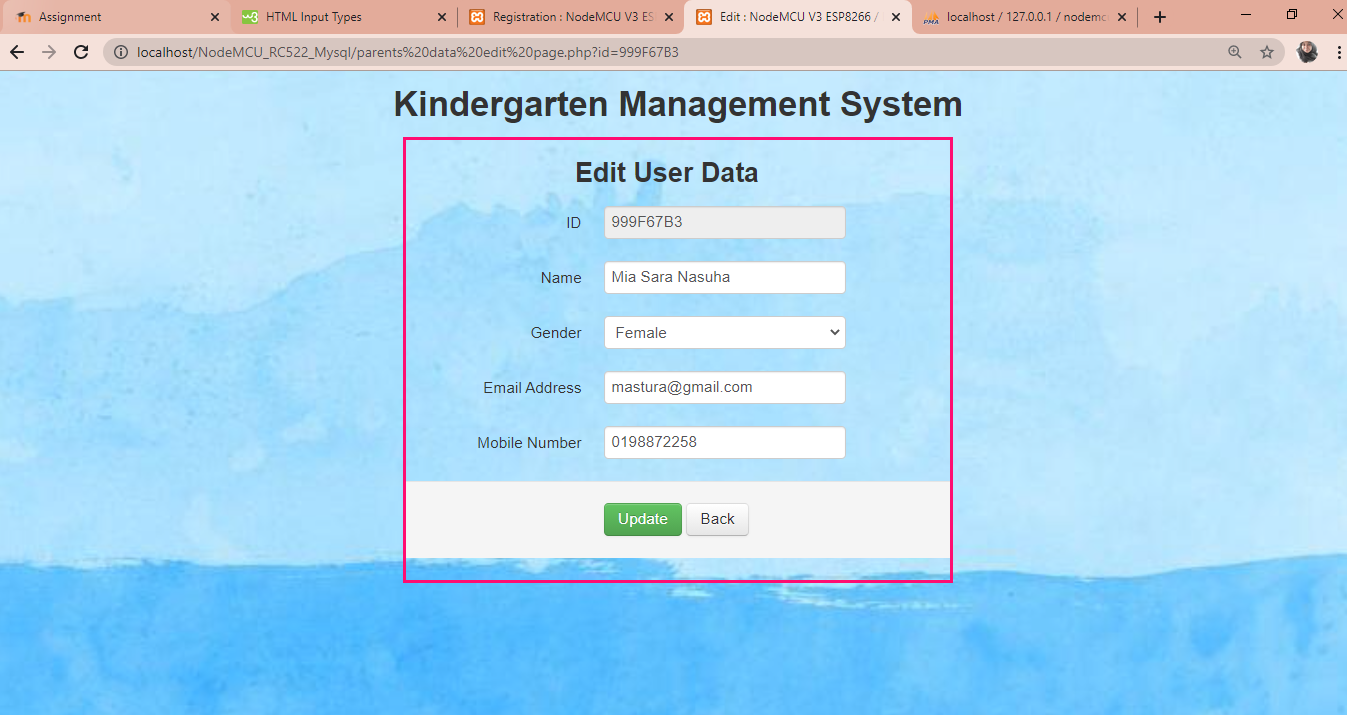 Assignment
HTML Input Types
Registration : NodeMCU V3 ES
Edit : NodeMCU V3 ESP8266 /
PMA
localhost / 127.0.0.1 / nodemc
localhost/NodeMCU_RC522_Mysql/parents%20data%20edit%20page.php?id=999F67B3
Kindergarten Management System
Edit User Data
ID 999F67B3
Name Mia Sara Nasuha
Gender Female
Email Address mastura@gmail.com
Mobile Number 0198872258
Update Back